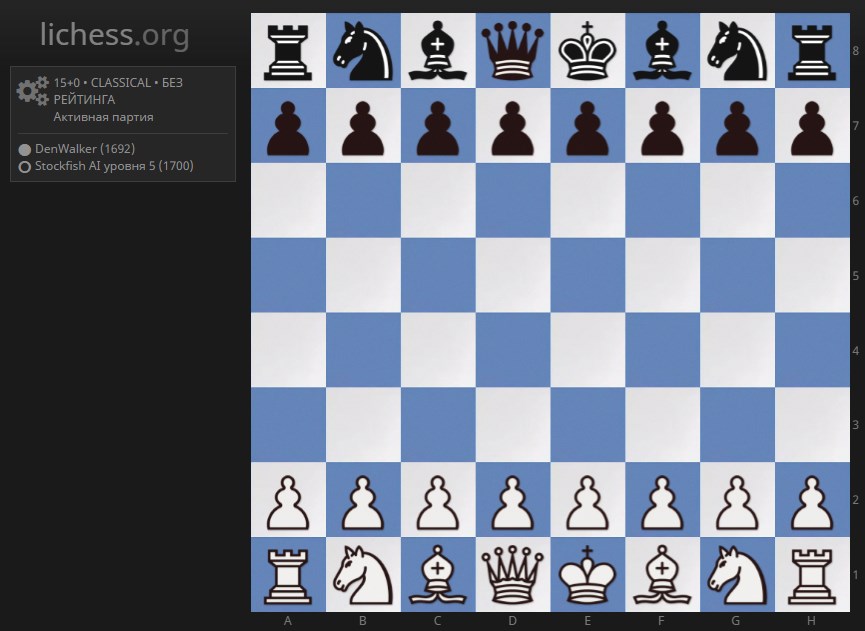 lichess.org
15+0 • CLASSICAL • БЕЗ
РЕЙТИНГА
Активная партия
DenWalker (1692)
Stockfish AI уровня 5 (1700)
8
7
6
5
4
3
2
1
A B C D E F G H